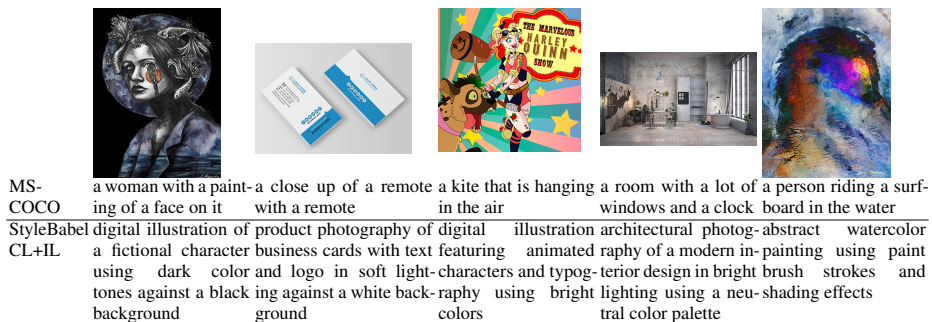 THE MARVELOUS
HARLEY
QUINN
SHOW
MS-
COCO
a woman with a paint-
ing of a face on it
a close up of a remote
with a remote
a kite that is hanging
in the air
a room with a lot of
windows and a clock
a person riding a surf-
board in the water
StyleBabel
CL+IL
digital illustration of
a fictional character
using dark color
tones against a black
background
product photography of
business cards with text
and logo in soft light-
ing against a white back-
ground
digital illustration
featuring animated
characters and typog-
raphy using bright
colors
architectural photog-
raphy of a modern in-
terior design in bright
lighting using a neu-
tral color palette
abstract watercolor
painting using paint
brush strokes and
shading effects